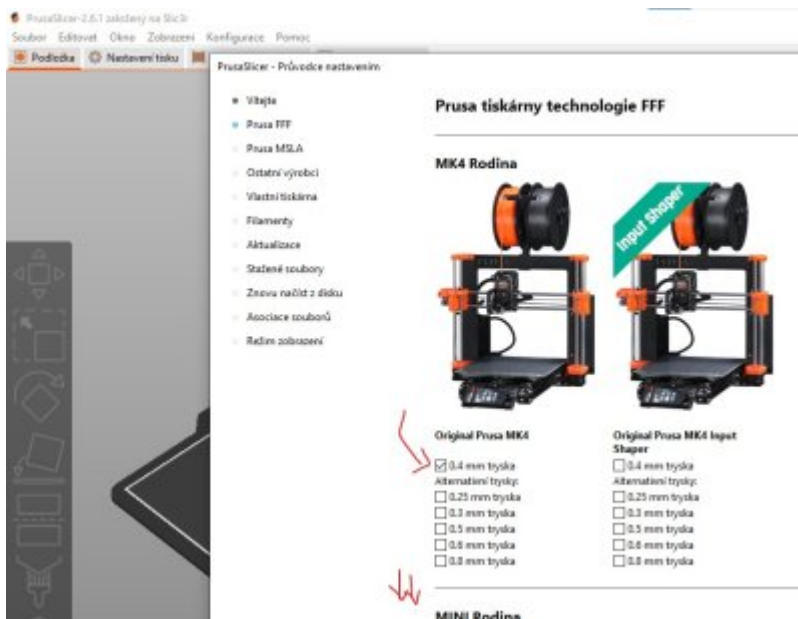 PrusaSlicer-2.6.1 založený na Slic3r
Soubor Editovat Okno Zobrazení Konfigurace Pomoc
Podložka Nastavení tisku
PrusaSlicer - Průvodce nastavením
Vítejte
Prusa FFF
Prusa MSLA
Ostatní výrobci
Vlastní tiskárna
Filamenty
Aktualizace
Stažené soubory
Znovu načíst z disku
Asociace souborů
Režim zobrazení
Prusa tiskárny technologie FFF
MK4 Rodina
Input Shaper
Original Prusa MK4
0.4 mm tryska
Alternativní trysky:
0.25 mm tryska
0.3 mm tryska
0.5 mm tryska
0.6 mm tryska
0.8 mm tryska
Original Prusa MK4 Input
Shaper
0.4 mm tryska
Alternativní trysky:
0.25 mm tryska
0.3 mm tryska
0.5 mm tryska
0.6 mm tryska
0.8 mm tryska
MINI Rodina